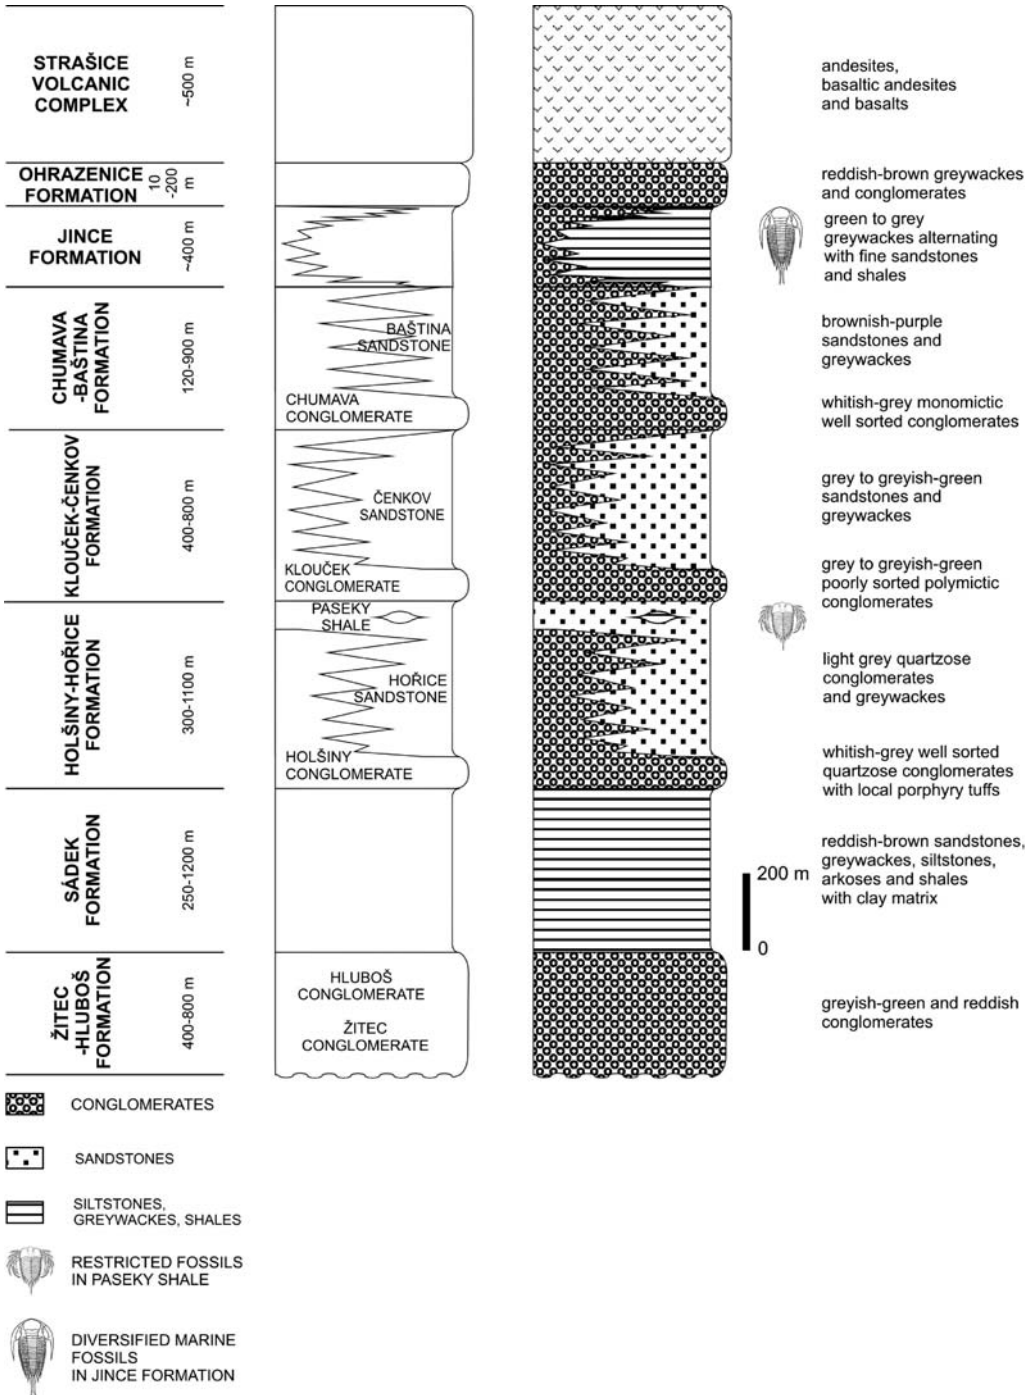 STRAŠICE
VOLCANIC
COMPLEX
~500 m
andesites,
basaltic andesites
and basalts
OHRAZENICE
FORMATION
10
-200
m
reddish-brown greywackes
and conglomerates
JINCE
FORMATION
~400 m
green to grey
greywackes alternating
with fine sandstones
and shales
CHUMAVA
-BAŠTINA
FORMATION
120-900 m
BAŠTINA
SANDSTONE
CHUMAVA
CONGLOMERATE
brownish-purple
sandstones and
greywackes
whitish-grey monomictic
well sorted conglomerates
KLOUČEK-ČENKOV
FORMATION
400-800 m
ČENKOV
SANDSTONE
KLOUČEK
CONGLOMERATE
grey to greyish-green
sandstones and
greywackes
grey to greyish-green
poorly sorted polymictic
conglomerates
HOLŠINY-HOŘICE
FORMATION
300-1100 m
PASEKY
SHALE
HOŘICE
SANDSTONE
HOLŠINY
CONGLOMERATE
light grey quartzose
conglomerates
and greywackes
whitish-grey well sorted
quartzose conglomerates
with local porphyry tuffs
SÁDEK
FORMATION
250-1200 m
200 m
0
reddish-brown sandstones,
greywackes, siltstones,
arkoses and shales
with clay matrix
ŽITEC
-HLUBOŠ
FORMATION
400-800 m
HLUBOŠ
CONGLOMERATE
ŽITEC
CONGLOMERATE
greyish-green and reddish
conglomerates
CONGLOMERATES
SANDSTONES
SILTSTONES,
GREYWACKES, SHALES
RESTRICTED FOSSILS
IN PASEKY SHALE
DIVERSIFIED MARINE
FOSSILS
IN JINCE FORMATION